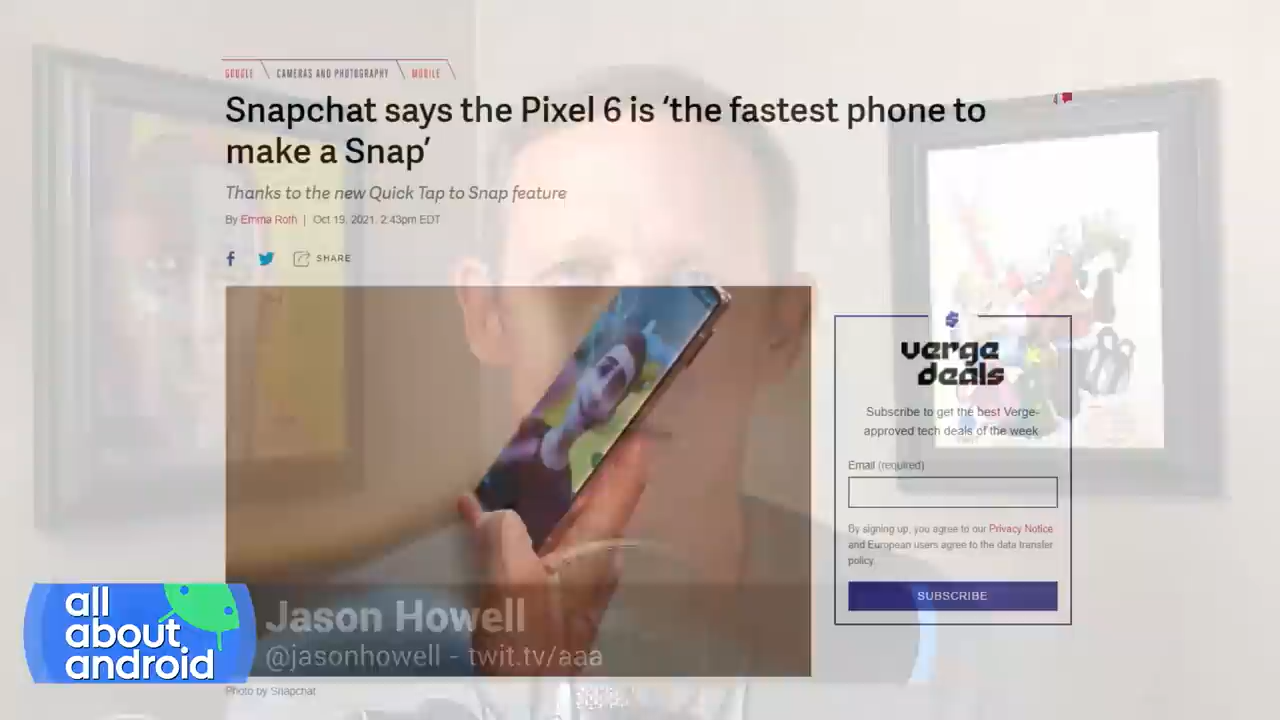 GOOGLE CAMERAS AND PHOTOGRAPHY MOBILE
Snapchat says the Pixel 6 is ‘the fastest phone to
make a Snap’
4
Thanks to the new Quick Tap to Snap feature
By Emma Roth | Oct 19, 2021, 2:43pm EDT
SHARE
verge
deals
Subscribe to get the best Verge-
approved tech deals of the week
Email (required)
By signing up, you agree to our Privacy Notice
and European users agree to the data transfer
policy.
SUBSCRIBE
all
about
android
Jason Howell
@jasonhowell - twit.tv/aaa
Photo by Snapchat